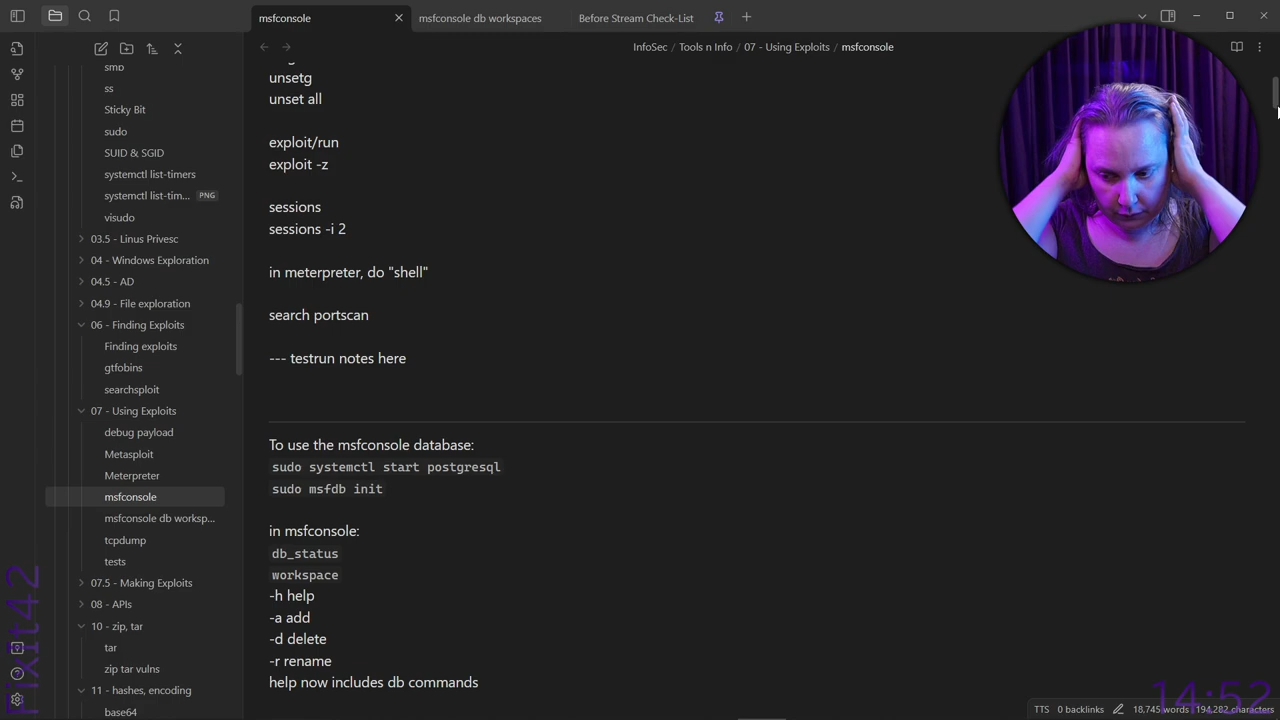 msfconsole
msfconsole db workspaces
Before Stream Check-List
InfoSec / Tools n Info / 07 - Using Exploits / msfconsole
smb
ss
Sticky Bit
sudo
SUID & SGID
systemctl list-timers
systemctl list-tim... PNG
visudo
03.5 - Linus Privesc
04 - Windows Exploration
04.5 - AD
04.9 - File exploration
06 - Finding Exploits
Finding exploits
gtfobins
searchsploit
07 - Using Exploits
debug payload
Metasploit
Meterpreter
msfconsole
msfconsole db worksp...
tcpdump
tests
07.5 - Making Exploits
08 - APIs
10 - zip, tar
tar
zip tar vulns
11 - hashes, encoding
base64
unsetg
unset all
exploit/run
exploit -z
sessions
sessions -i 2
in meterpreter, do "shell"
search portscan
--- testrun notes here
To use the msfconsole database:
sudo systemctl start postgresql
sudo msfdb init
in msfconsole:
db_status
workspace
-h help
-a add
-d delete
-r rename
help now includes db commands
Fixit42
14:52
TTS 0 backlinks 18,745 words 194,282 characters